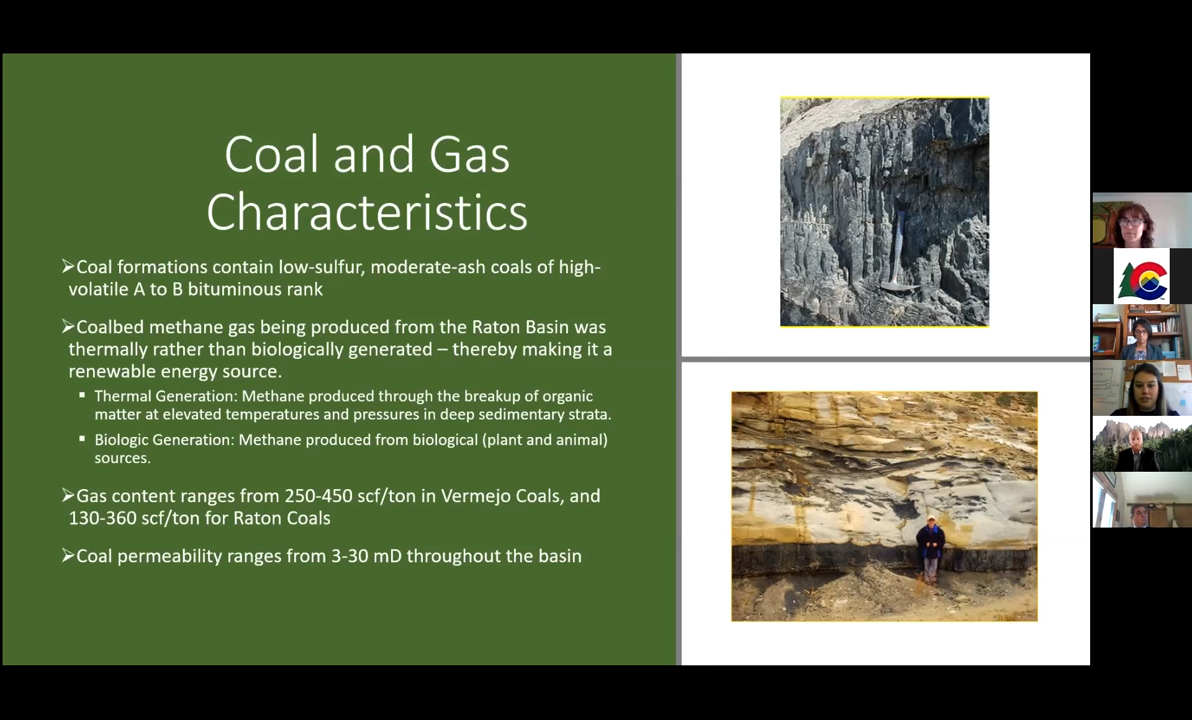 Coal and Gas
Characteristics
➢Coal formations contain low-sulfur, moderate-ash coals of high-
volatile A to B bituminous rank
➢Coalbed methane gas being produced from the Raton Basin was
thermally rather than biologically generated – thereby making it a
renewable energy source.
▪ Thermal Generation: Methane produced through the breakup of organic
matter at elevated temperatures and pressures in deep sedimentary strata.
▪ Biologic Generation: Methane produced from biological (plant and animal)
sources.
➢Gas content ranges from 250-450 scf/ton in Vermejo Coals, and
130-360 scf/ton for Raton Coals
➢Coal permeability ranges from 3-30 mD throughout the basin